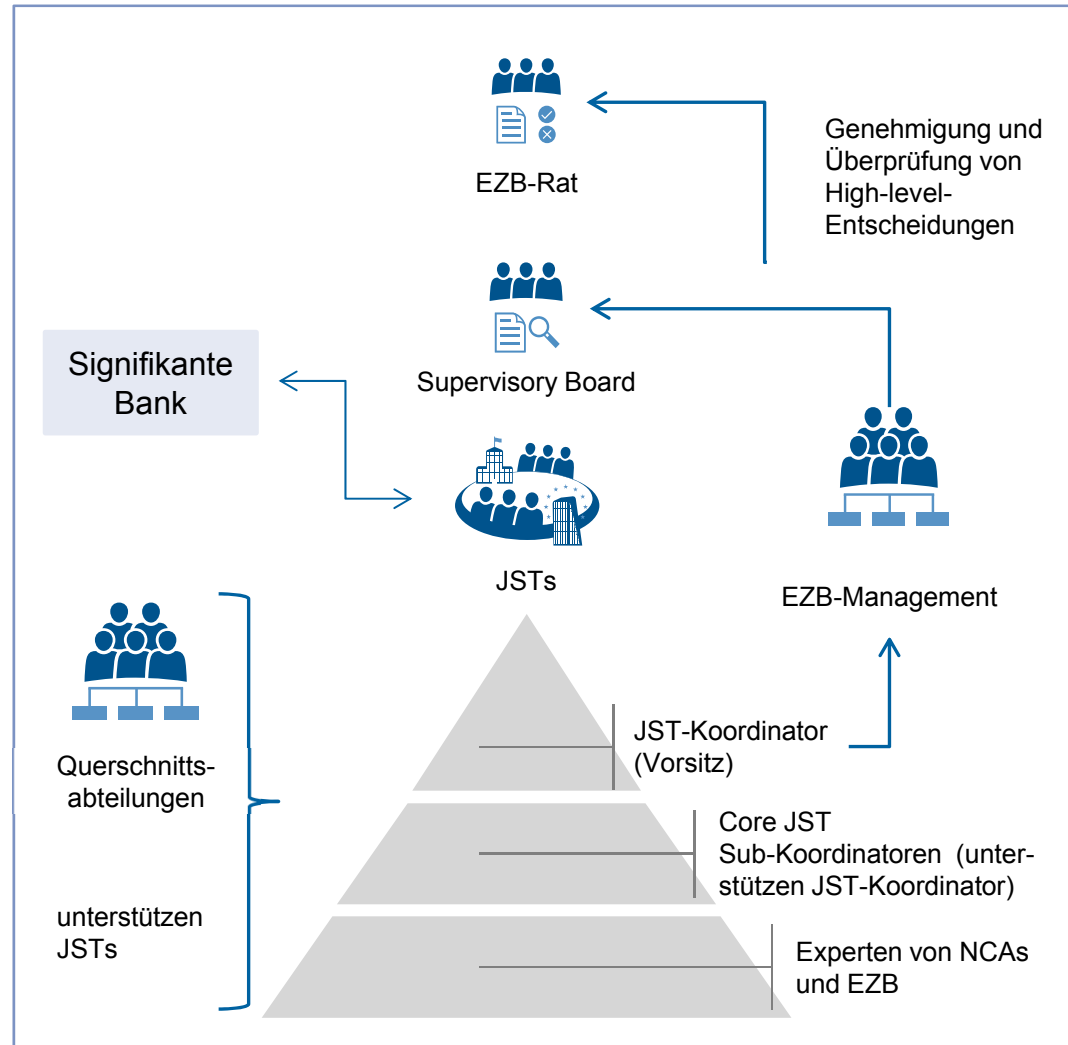 EZB-Rat
Genehmigung und
Überprüfung von
High-level-
Entscheidungen
Supervisory Board
Signifikante
Bank
JSTs
EZB-Management
Querschnitts-
abteilungen
unterstützen
JSTs
JST-Koordinator
(Vorsitz)
Core JST
Sub-Koordinatoren (unter-
stützen JST-Koordinator)
Experten von NCAs
und EZB